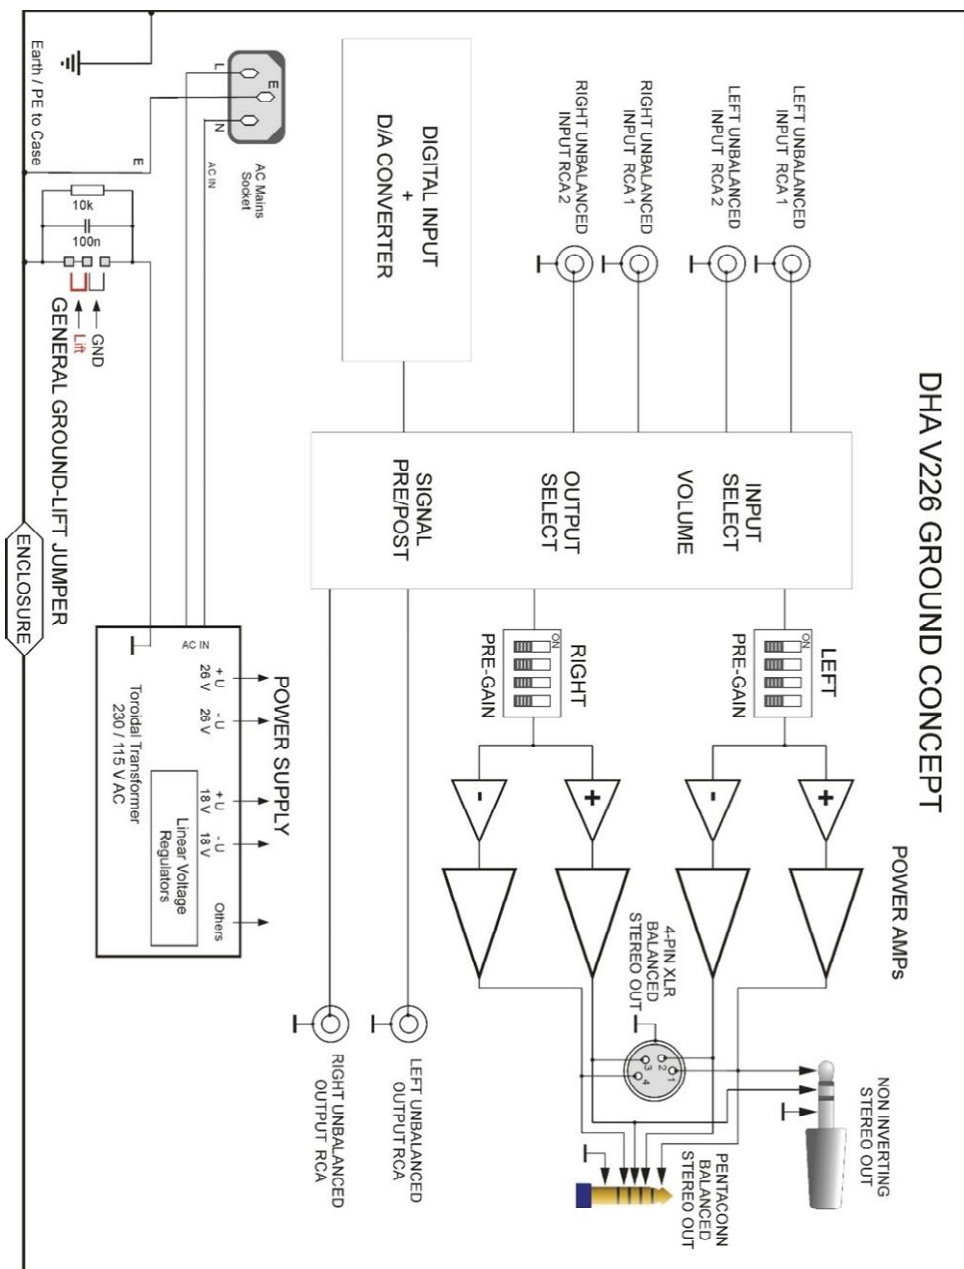 DHA V226 GROUND CONCEPT
LEFT UNBALANCED
INPUT RCA1
LEFT UNBALANCED
INPUT RCA2
RIGHT UNBALANCED
INPUT RCA1
RIGHT UNBALANCED
INPUT RCA2
DIGITAL INPUT
+
D/A CONVERTER
INPUT
SELECT
VOLUME
OUTPUT
SELECT
SIGNAL
PRE/POST
ON
LEFT
PRE-GAIN
ON
RIGHT
PRE-GAIN
+
-
+
-
POWER AMPs
4-PIN XLR
BALANCED
STEREO OUT
1
2
3
4
NON INVERTING
STEREO OUT
PENTACONN
BALANCED
STEREO OUT
LEFT UNBALANCED
OUTPUT RCA
RIGHT UNBALANCED
OUTPUT RCA
AC Mains
Socket
L
E
N
AC IN
E
Earth / PE to Case
10k
100n
GND
Lift
GENERAL GROUND-LIFT JUMPER
ENCLOSURE
POWER SUPPLY
AC IN
+ U
26 V
- U
26 V
+ U
18 V
- U
18 V
Others
Linear Voltage
Regulators
Toroidal Transformer
230 / 115 V AC